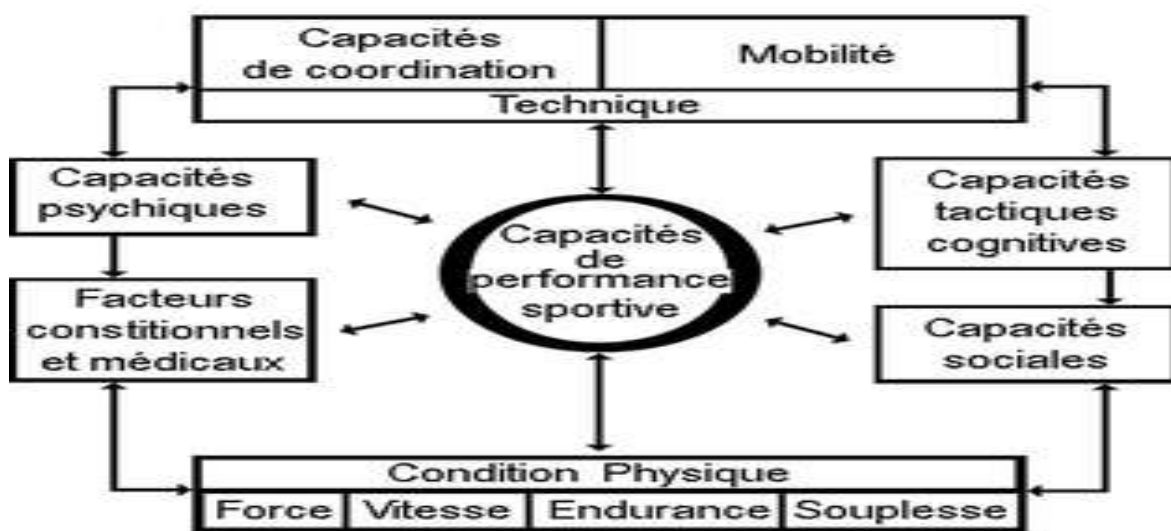 Capacités
de coordination
Mobilité
Technique
Capacités
psychiques
Capacités
de
performance
sportive
Capacités
tactiques
cognitives
Facteurs
constitionnels
et médicaux
Capacités
sociales
Condition Physique
Force
Vitesse
Endurance
Souplesse